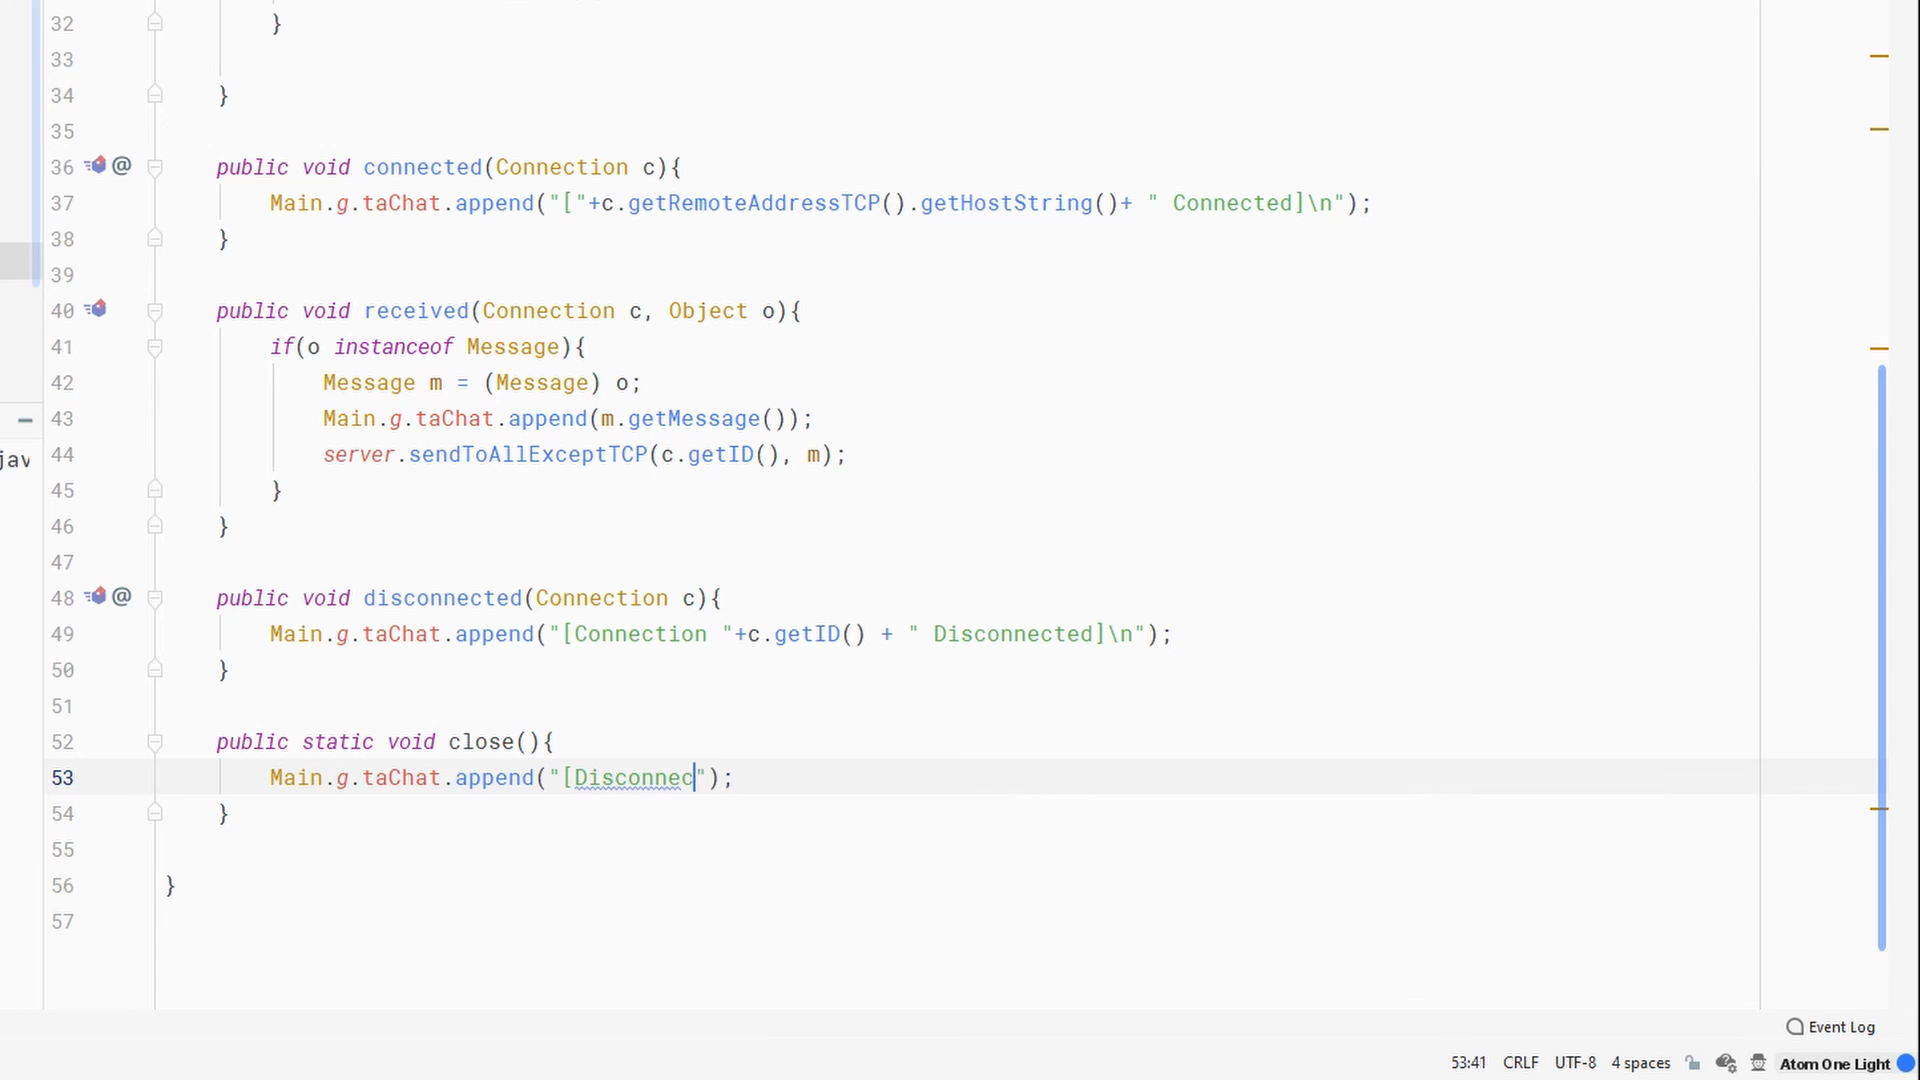 32 }
33
34 }
35
36 @ public void connected(Connection c){
37 Main.g.taChat.append("["+c.getRemoteAddressTCP().getHostString()+ " Connected]\n");
38 }
39
40 public void received(Connection c, Object o){
41 if(o instanceof Message){
42 Message m = (Message) o;
43 Main.g.taChat.append(m.getMessage());
jav
44 server.sendToAllExceptTCP(c.getID(), m);
45 }
46 }
47
48 @ public void disconnected(Connection c){
49 Main.g.taChat.append("[Connection "+c.getID() + " Disconnected]\n");
50 }
51
52 public static void close(){
53 Main.g.taChat.append("[Disconnec");
54 }
55
56 }
57
Event Log
53:41 CRLF UTF-8 4 spaces Atom One Light